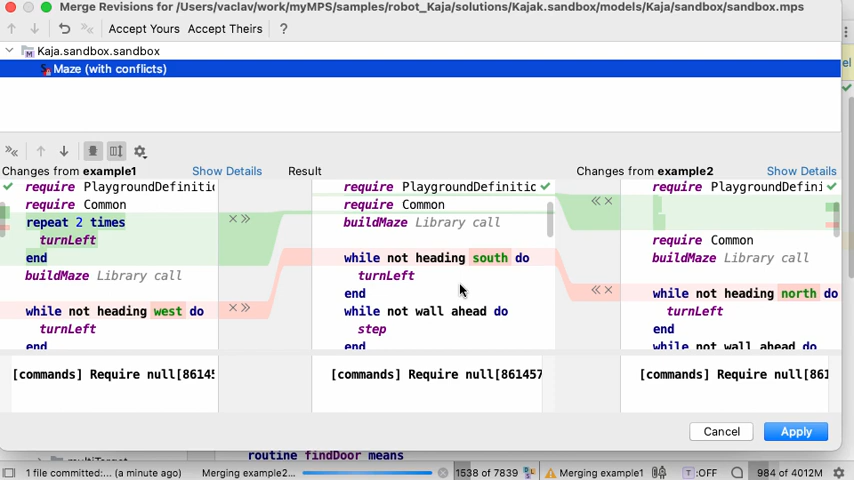 Merge Revisions for /Users/vaclav/work/myMPS/samples/robot_Kaja/solutions/Kajak.sandbox/models/Kaja/sandbox/sandbox.mps
Accept Yours Accept Theirs ?
Kaja.sandbox.sandbox
Maze (with conflicts)
Changes from example1 Show Details
require PlaygroundDefinitio
require Common
repeat 2 times
turnLeft
end
buildMaze Library call
while not heading west do
turnLeft
end
[commands] Require null[86145
Result
require PlaygroundDefinitic
require Common
buildMaze Library call
while not heading south do
turnLeft
end
while not wall ahead do
step
end
[commands] Require null[861457
Changes from example2 Show Details
require PlaygroundDefini
require Common
buildMaze Library call
while not heading north do
turnLeft
end
while not wall ahead do
[commands] Require null[861
Cancel Apply
routine findDoor means
1 file committed:... (a minute ago) Merging example2... 1538 of 7839 Merging example1 T :OFF 984 of 4012M